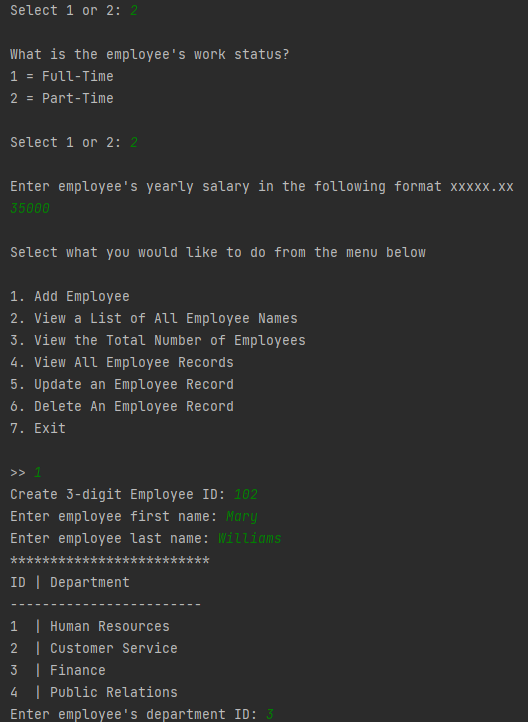 Select 1 or 2: 2
What is the employee's work status?
1 = Full-Time
2 = Part-Time
Select 1 or 2: 2
Enter employee's yearly salary in the following format xxxxx.xx
35000
Select what you would like to do from the menu below
1. Add Employee
2. View a List of All Employee Names
3. View the Total Number of Employees
4. View All Employee Records
5. Update an Employee Record
6. Delete An Employee Record
7. Exit
>> 1
Create 3-digit Employee ID: 102
Enter employee first name: Mary
Enter employee last name: Williams
*************************
ID | Department
------------------------
1  | Human Resources
2  | Customer Service
3  | Finance
4  | Public Relations
Enter employee's department ID: 3